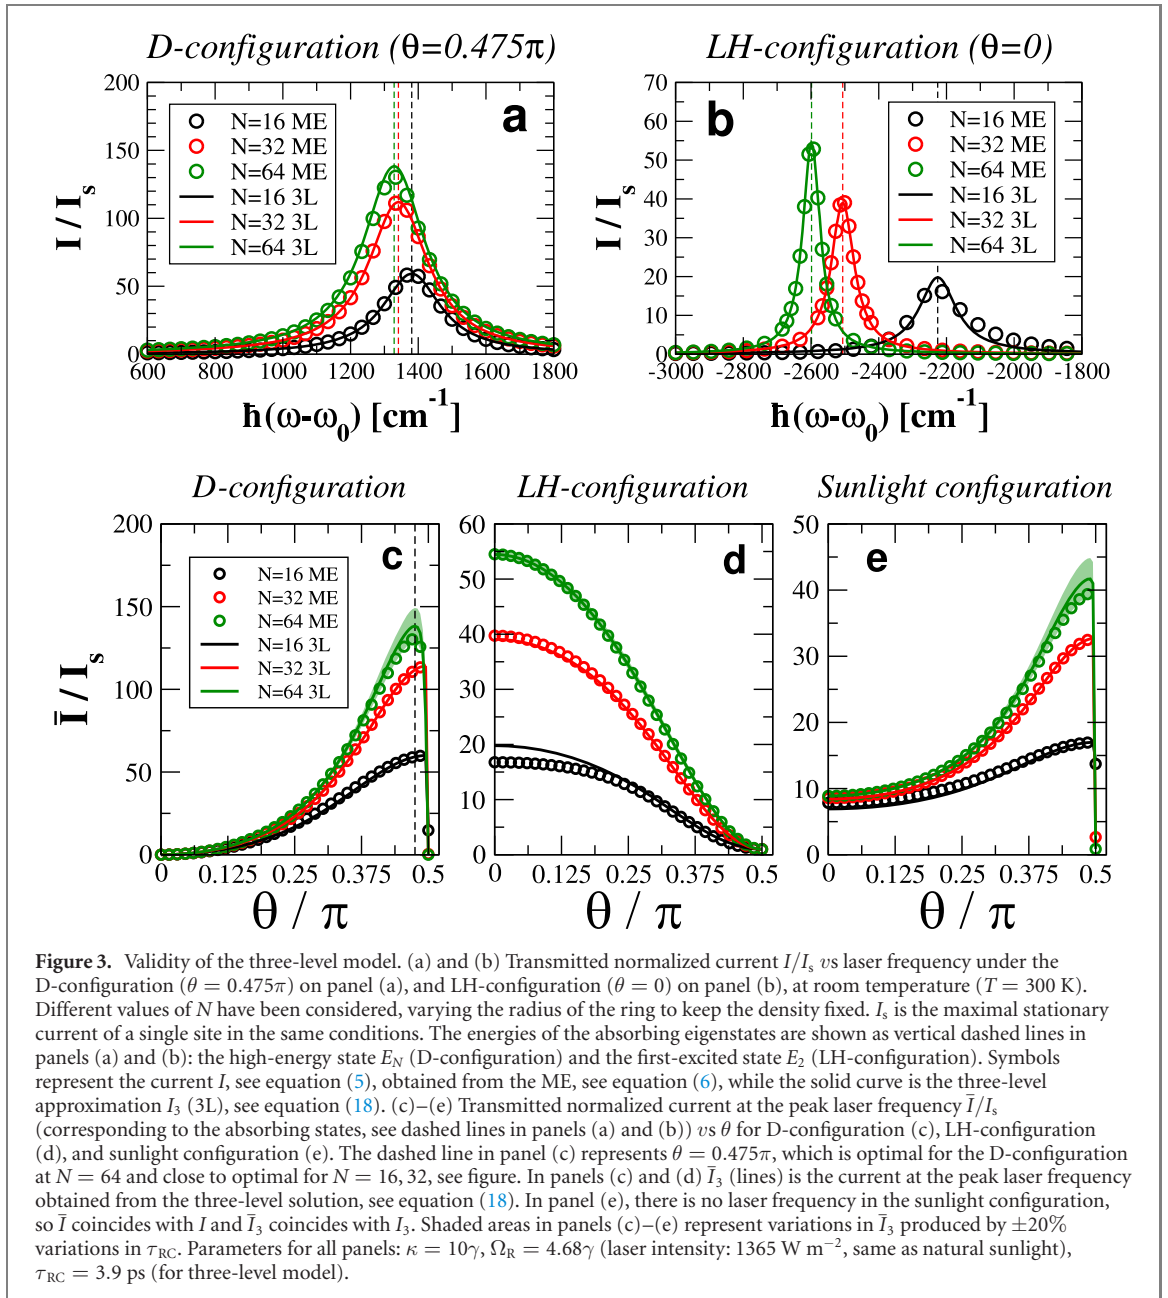 D-configuration (θ=0.475π)
LH-configuration (θ=0)
200
150
100
50
0
I / I_s
a
N=16 ME
N=32 ME
N=64 ME
N=16 3L
N=32 3L
N=64 3L
600 800 1000 1200 1400 1600 1800
ħ(ω-ω_0) [cm^-1]
70
60
50
40
30
20
10
0
I / I_s
b
N=16 ME
N=32 ME
N=64 ME
N=16 3L
N=32 3L
N=64 3L
-3000 -2800 -2600 -2400 -2200 -2000 -1800
ħ(ω-ω_0) [cm^-1]
D-configuration
LH-configuration
Sunlight configuration
200
150
100
50
0
Ī / I_s
c
N=16 ME
N=32 ME
N=64 ME
N=16 3L
N=32 3L
N=64 3L
0 0.125 0.25 0.375 0.5
θ / π
60
50
40
30
20
10
0
d
0 0.125 0.25 0.375 0.5
θ / π
50
40
30
20
10
0
e
0 0.125 0.25 0.375 0.5
θ / π
Figure 3. Validity of the three-level model. (a) and (b) Transmitted normalized current I/I_s vs laser frequency under the
D-configuration (θ = 0.475π) on panel (a), and LH-configuration (θ = 0) on panel (b), at room temperature (T = 300 K).
Different values of N have been considered, varying the radius of the ring to keep the density fixed. I_s is the maximal stationary
current of a single site in the same conditions. The energies of the absorbing eigenstates are shown as vertical dashed lines in
panels (a) and (b): the high-energy state E_N (D-configuration) and the first-excited state E_2 (LH-configuration). Symbols
represent the current I, see equation (5), obtained from the ME, see equation (6), while the solid curve is the three-level
approximation I_3 (3L), see equation (18). (c)–(e) Transmitted normalized current at the peak laser frequency Ī/I_s
(corresponding to the absorbing states, see dashed lines in panels (a) and (b)) vs θ for D-configuration (c), LH-configuration
(d), and sunlight configuration (e). The dashed line in panel (c) represents θ = 0.475π, which is optimal for the D-configuration
at N = 64 and close to optimal for N = 16, 32, see figure. In panels (c) and (d) Ī_3 (lines) is the current at the peak laser frequency
obtained from the three-level solution, see equation (18). In panel (e), there is no laser frequency in the sunlight configuration,
so Ī coincides with I and Ī_3 coincides with I_3. Shaded areas in panels (c)–(e) represent variations in Ī_3 produced by ±20%
variations in τ_RC. Parameters for all panels: κ = 10γ, Ω_R = 4.68γ (laser intensity: 1365 W m^−2, same as natural sunlight),
τ_RC = 3.9 ps (for three-level model).